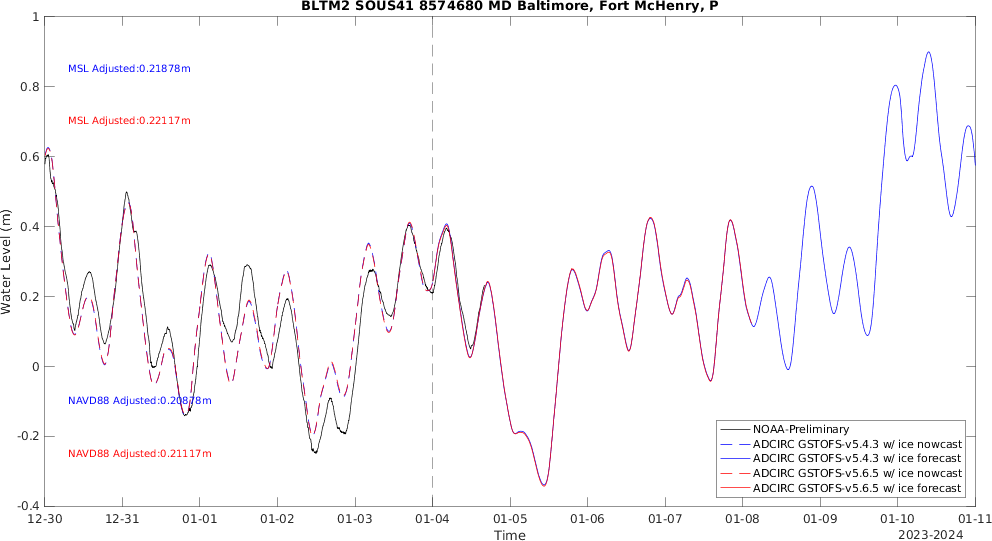 BLTM2 SOUS41 8574680 MD Baltimore, Fort McHenry, P
1
0.8
0.6
0.4
0.2
0
-0.2
-0.4
Water Level (m)
MSL Adjusted:0.21878m
MSL Adjusted:0.22117m
NAVD88 Adjusted:0.20878m
NAVD88 Adjusted:0.21117m
NOAA-Preliminary
ADCIRC GSTOFS-v5.4.3 w/ ice nowcast
ADCIRC GSTOFS-v5.4.3 w/ ice forecast
ADCIRC GSTOFS-v5.6.5 w/ ice nowcast
ADCIRC GSTOFS-v5.6.5 w/ ice forecast
12-30 12-31 01-01 01-02 01-03 01-04 01-05 01-06 01-07 01-08 01-09 01-10 01-11
Time
2023-2024